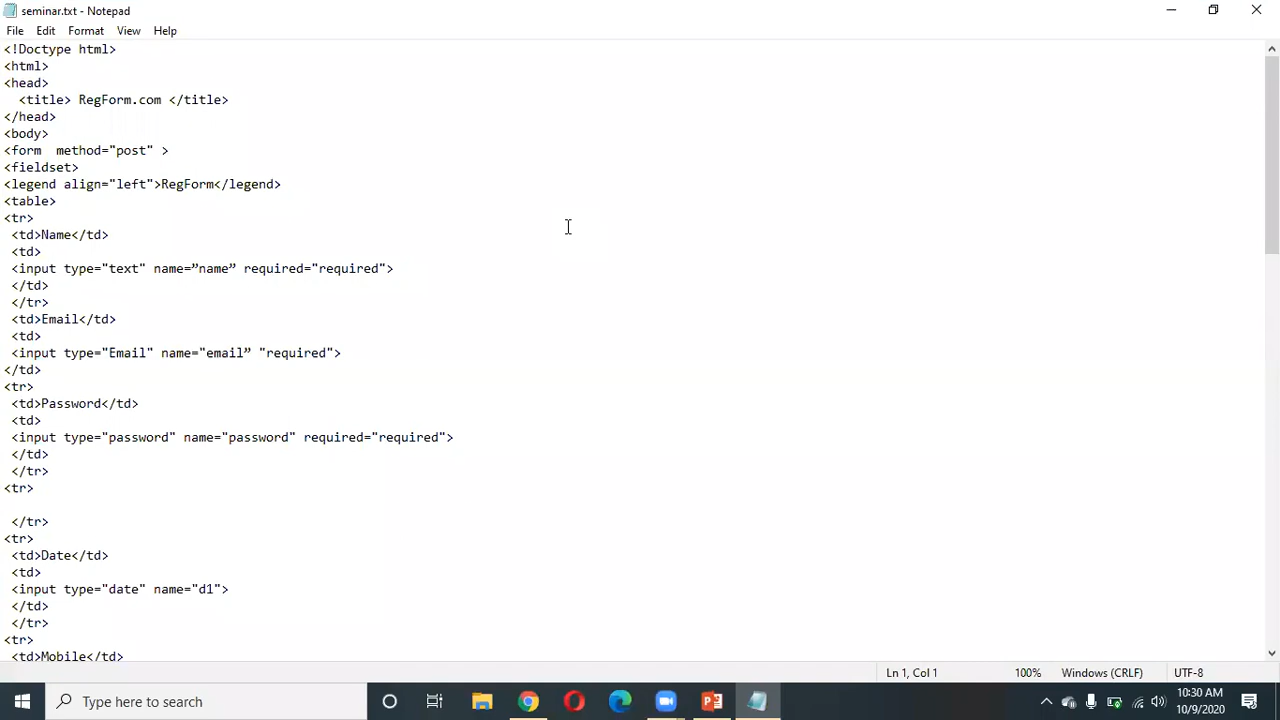 seminar.txt - Notepad
File Edit Format View Help
<!Doctype html>
<html>
<head>
<title> RegForm.com </title>
</head>
<body>
<form  method="post" >
<fieldset>
<legend align="left">RegForm</legend>
<table>
<tr>
<td>Name</td>
<td>
<input type="text" name=”name” required="required">
</td>
</tr>
<td>Email</td>
<td>
<input type="Email" name="email” "required">
</td>
<tr>
<td>Password</td>
<td>
<input type="password" name="password" required="required">
</td>
</tr>
<tr>
</tr>
<tr>
<td>Date</td>
<td>
<input type="date" name="d1">
</td>
</tr>
<tr>
<td>Mobile</td>
Ln 1, Col 1 100% Windows (CRLF) UTF-8
Type here to search
10:30 AM
10/9/2020